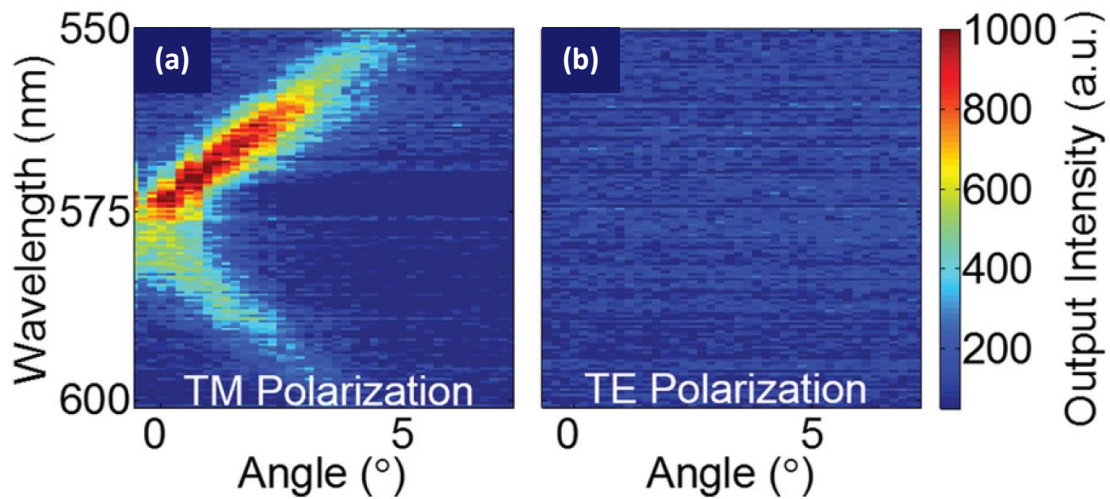 Wavelength (nm)
550
575
600
(a)
TM Polarization
0
5
Angle (°)
(b)
TE Polarization
0
5
Angle (°)
1000
800
600
400
200
Output Intensity (a.u.)